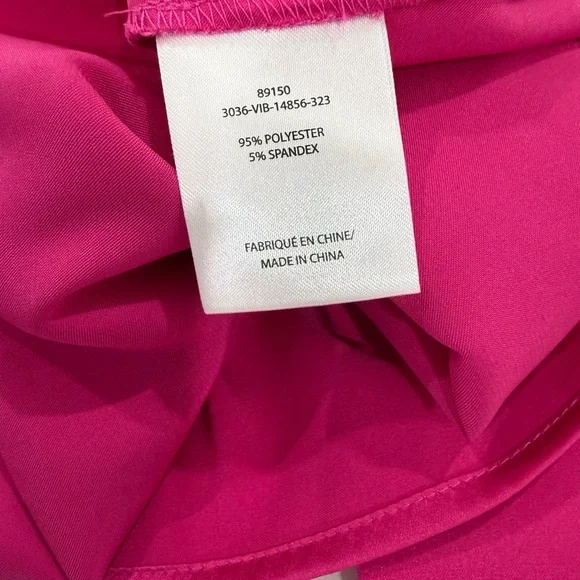 89150
3036-VIB-14856-323
95% POLYESTER
5% SPANDEX
FABRIQUÉ EN CHINE/
MADE IN CHINA